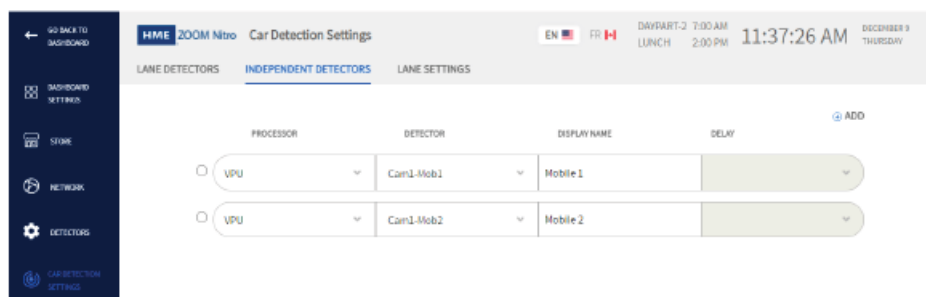 GO BACK TO
DASHBOARD
HME ZOOM Nitro Car Detection Settings
EN FR
DAYPART-2 7:00 AM
LUNCH 2:00 PM
11:37:26 AM
DECEMBER 9
THURSDAY
LANE DETECTORS INDEPENDENT DETECTORS LANE SETTINGS
DASHBOARD
SETTINGS
STORE
NETWORK
DETECTORS
CAR DETECTION
SETTINGS
ADD
PROCESSOR DETECTOR DISPLAY NAME DELAY
VPU Cam1-Mob1 Mobile 1
VPU Cam1-Mob2 Mobile 2